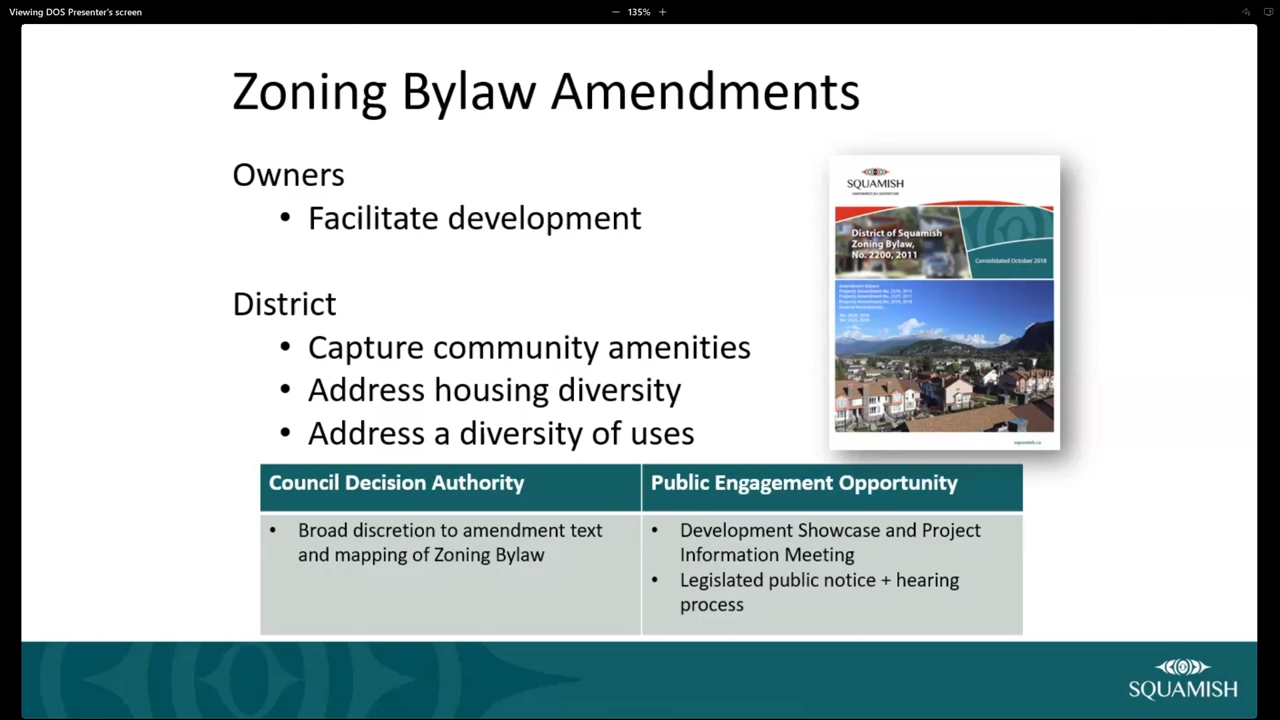 Viewing DOS Presenter's screen
− 135% +
Zoning Bylaw Amendments
Owners
• Facilitate development
District
• Capture community amenities
• Address housing diversity
• Address a diversity of uses
SQUAMISH
District of Squamish
Zoning Bylaw,
No. 2200, 2011
Consolidated October 2018
squamish.ca
Council Decision Authority
• Broad discretion to amendment text
and mapping of Zoning Bylaw
Public Engagement Opportunity
• Development Showcase and Project
Information Meeting
• Legislated public notice + hearing
process
SQUAMISH